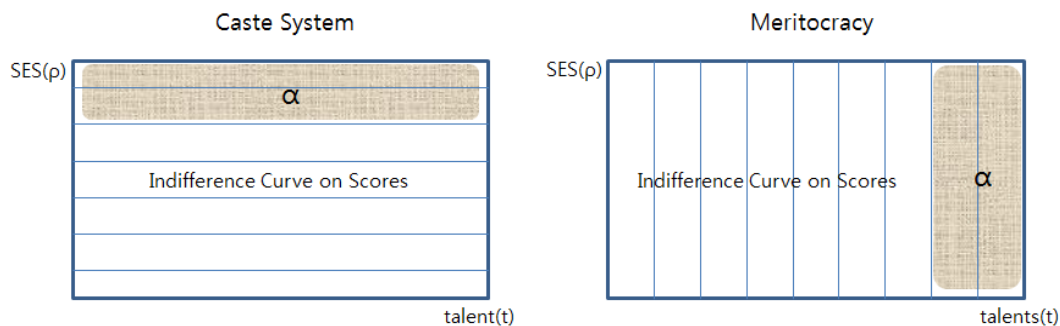 Caste System
SES(ρ)
α
Indifference Curve on Scores
talent(t)
Meritocracy
SES(ρ)
Indifference Curve on Scores
α
talents(t)